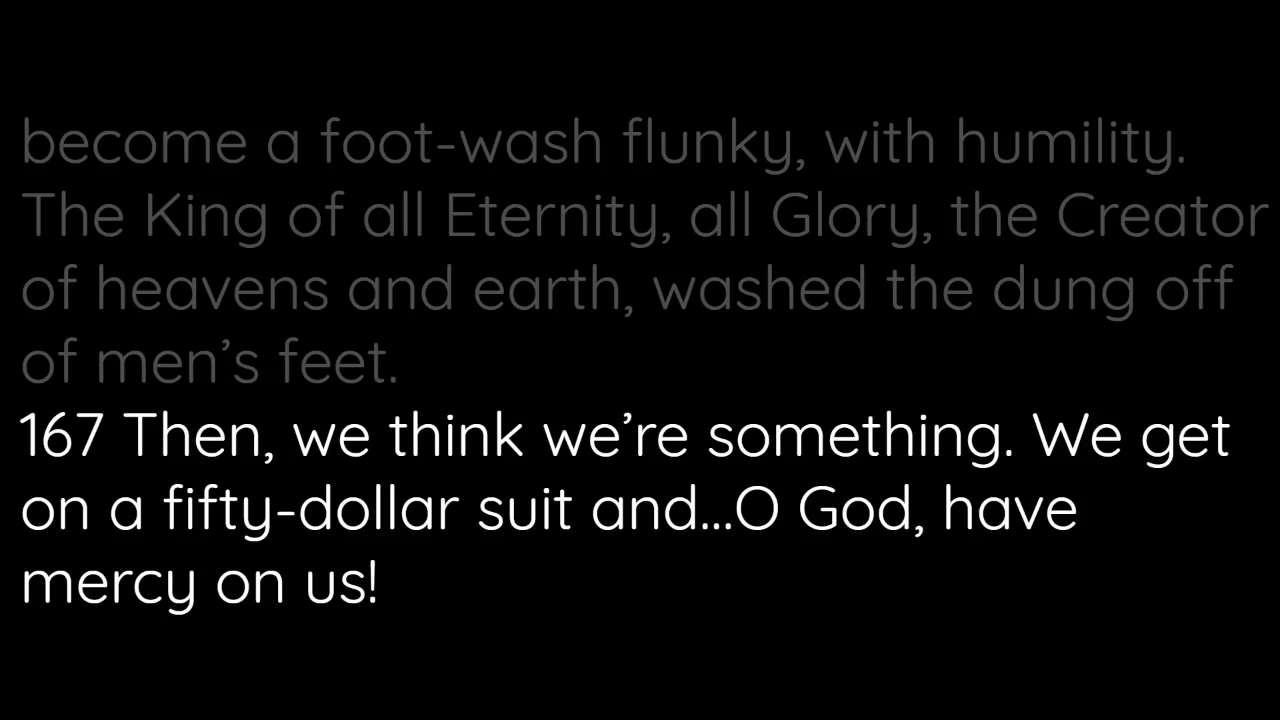 become a foot-wash flunky, with humility.
The King of all Eternity, all Glory, the Creator
of heavens and earth, washed the dung off
of men’s feet.
167 Then, we think we’re something. We get
on a fifty-dollar suit and...O God, have
mercy on us!